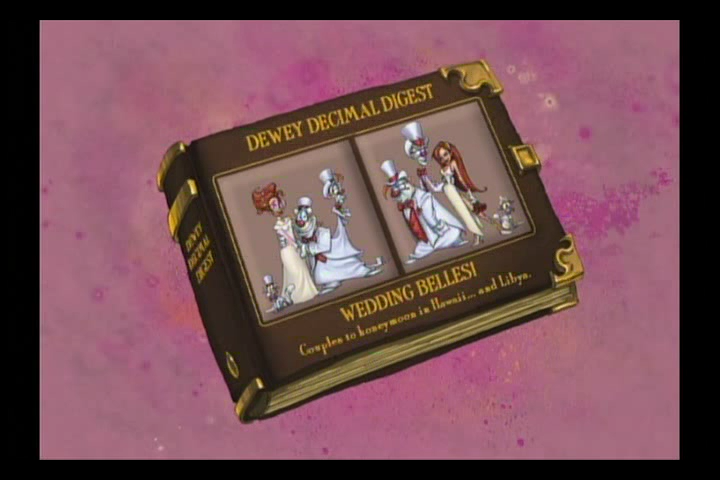 DEWEY DECIMAL DIGEST
WEDDING BELLES!
Couples to honeymoon in Hawaii... and Libya.
DEWEY
DECIMAL
DIGEST